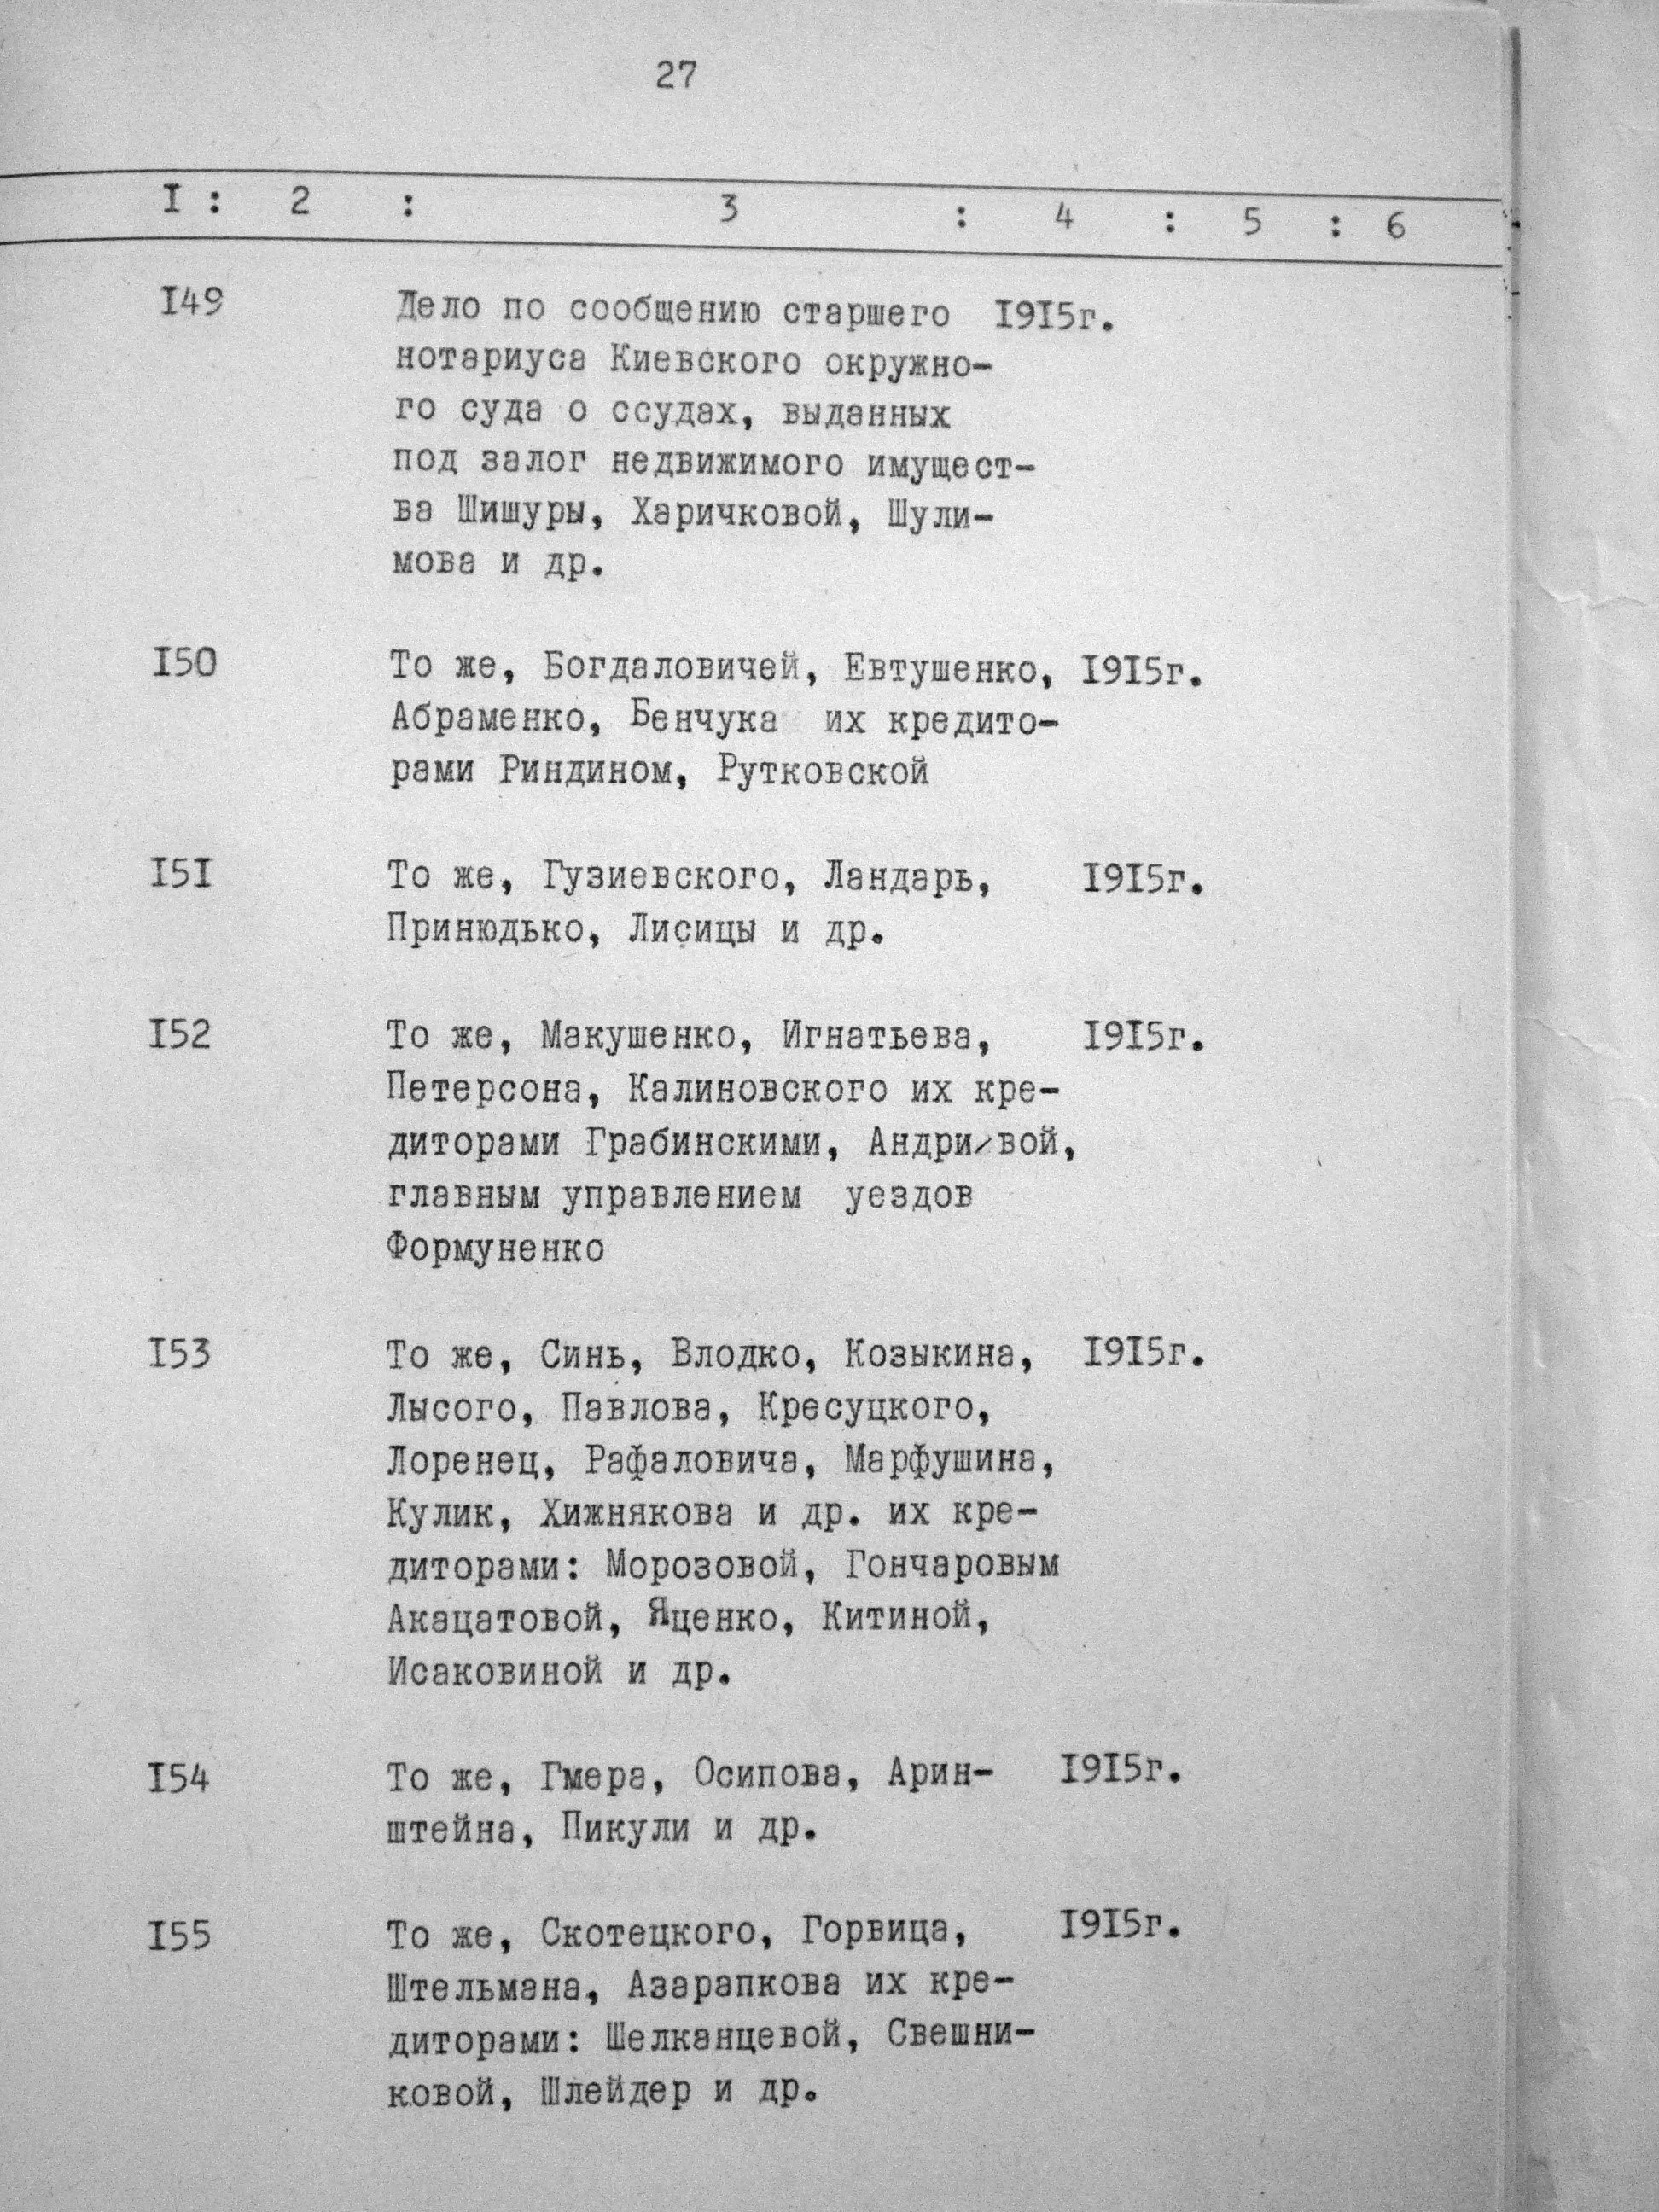 27
I : 2 : 3 : 4 : 5 : 6
I49 Дело по сообщению старшего I9I5г.
нотариуса Киевского окружно-
го суда о ссудах, выданных
под залог недвижимого имущест-
ва Шишуры, Харичковой, Шули-
мова и др.
I50 То же, Богдаловичей, Евтушенко, I9I5г.
Абраменко, Бенчука их кредито-
рами Риндином, Рутковской
I5I То же, Гузиевского, Ландарь, I9I5г.
Принюдько, Лисицы и др.
I52 То же, Макушенко, Игнатьева, I9I5г.
Петерсона, Калиновского их кре-
диторами Грабинскими,
главным управлением уездов
Формуненко
I53 То же, Синь, Влодко, Козыкина, I9I5г.
Лысого, Павлова, Кресуцкого,
Лоренец, Рафаловича, Марфушина,
Кулик, Хижнякова и др. их кре-
диторами: Морозовой, Гончаровым
Акацатовой, Яценко, Китиной,
Исаковиной и др.
I54 То же, Гмера, Осипова, Арин- I9I5г.
штейна, Пикули и др.
I55 То же, Скотецкого, Горвица, I9I5г.
Штельмана, Азарапкова их кре-
диторами: Шелканцевой, Свешни-
ковой, Шлейдер и др.